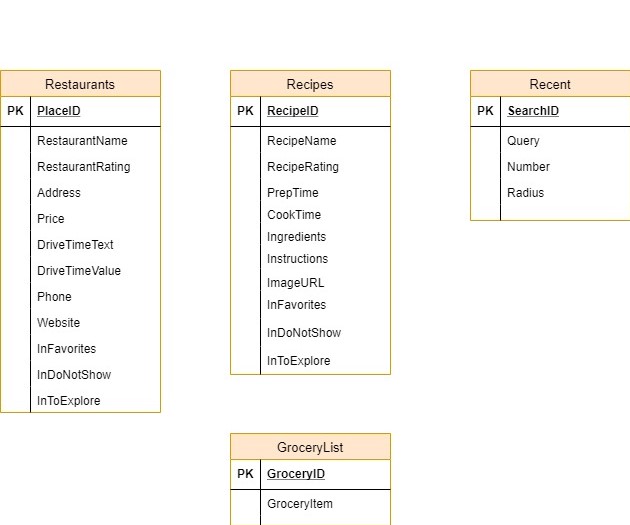 Restaurants
PK PlaceID
RestaurantName
RestaurantRating
Address
Price
DriveTimeText
DriveTimeValue
Phone
Website
InFavorites
InDoNotShow
InToExplore
Recipes
PK RecipeID
RecipeName
RecipeRating
PrepTime
CookTime
Ingredients
Instructions
ImageURL
InFavorites
InDoNotShow
InToExplore
Recent
PK SearchID
Query
Number
Radius
GroceryList
PK GroceryID
GroceryItem